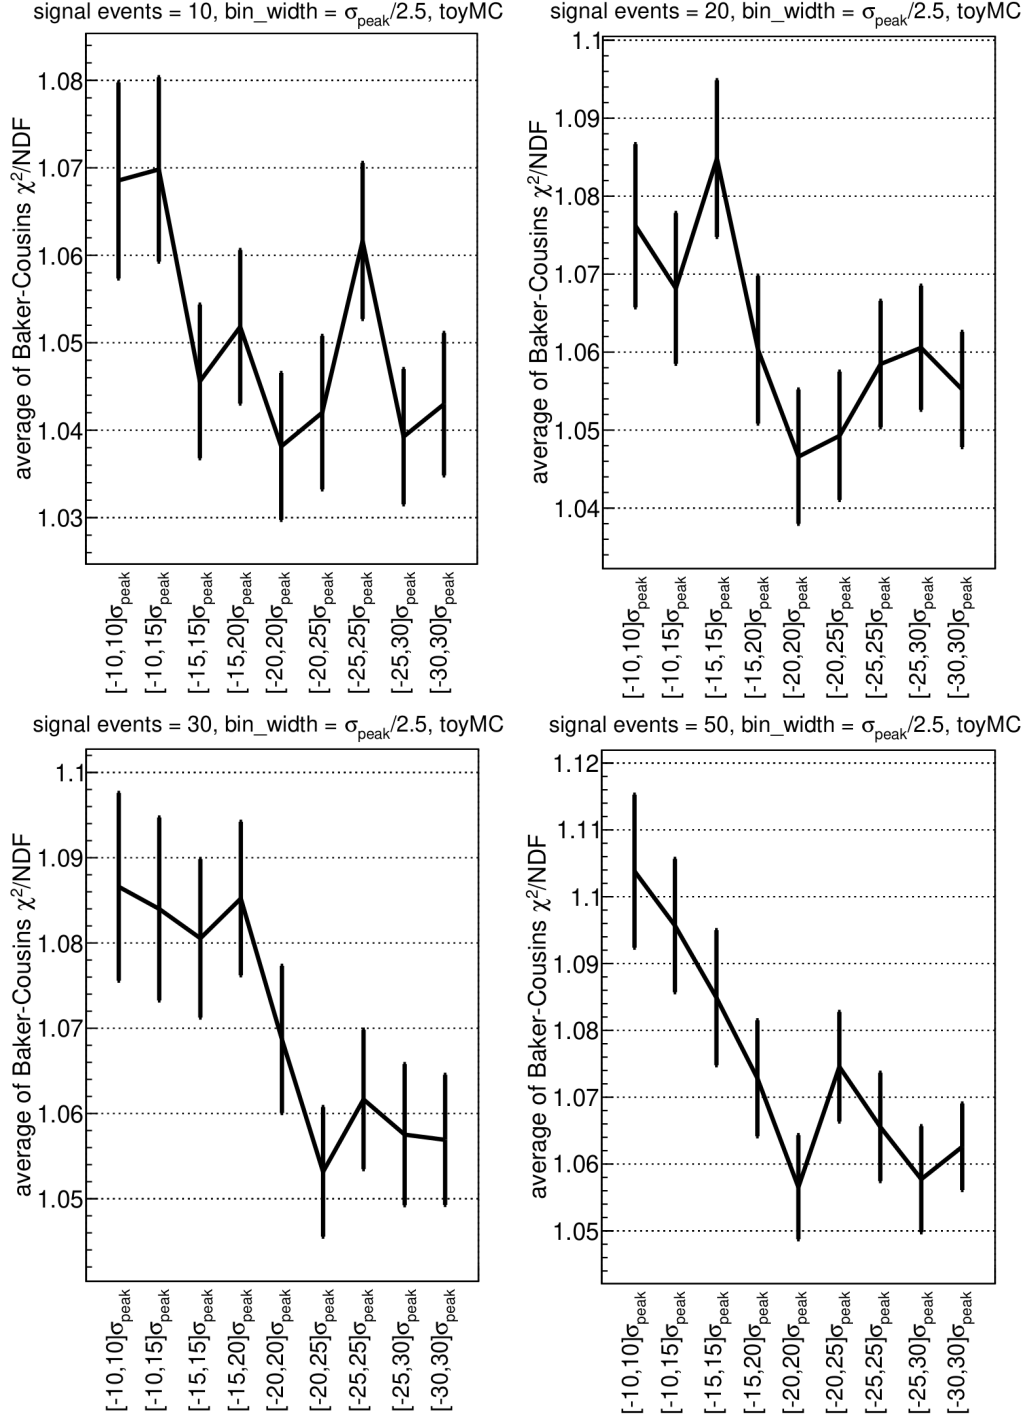 signal events = 10, bin_width = σpeak/2.5, toyMC
average of Baker-Cousins χ²/NDF
1.08
1.07
1.06
1.05
1.04
1.03
[-10,10]σpeak
[-10,15]σpeak
[-15,15]σpeak
[-15,20]σpeak
[-20,20]σpeak
[-20,25]σpeak
[-25,25]σpeak
[-25,30]σpeak
[-30,30]σpeak
signal events = 20, bin_width = σpeak/2.5, toyMC
average of Baker-Cousins χ²/NDF
1.1
1.09
1.08
1.07
1.06
1.05
1.04
[-10,10]σpeak
[-10,15]σpeak
[-15,15]σpeak
[-15,20]σpeak
[-20,20]σpeak
[-20,25]σpeak
[-25,25]σpeak
[-25,30]σpeak
[-30,30]σpeak
signal events = 30, bin_width = σpeak/2.5, toyMC
average of Baker-Cousins χ²/NDF
1.1
1.09
1.08
1.07
1.06
1.05
[-10,10]σpeak
[-10,15]σpeak
[-15,15]σpeak
[-15,20]σpeak
[-20,20]σpeak
[-20,25]σpeak
[-25,25]σpeak
[-25,30]σpeak
[-30,30]σpeak
signal events = 50, bin_width = σpeak/2.5, toyMC
average of Baker-Cousins χ²/NDF
1.12
1.11
1.1
1.09
1.08
1.07
1.06
1.05
[-10,10]σpeak
[-10,15]σpeak
[-15,15]σpeak
[-15,20]σpeak
[-20,20]σpeak
[-20,25]σpeak
[-25,25]σpeak
[-25,30]σpeak
[-30,30]σpeak